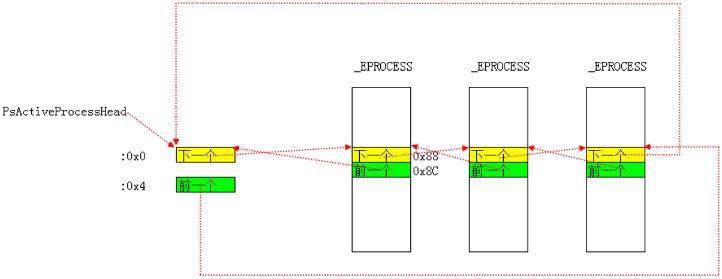 _EPROCESS
_EPROCESS
_EPROCESS
PsActiveProcessHead
:0x0
下一个
下一个
0x88
下一个
下一个
:0x4
前一个
前一个
0x8C
前一个
前一个